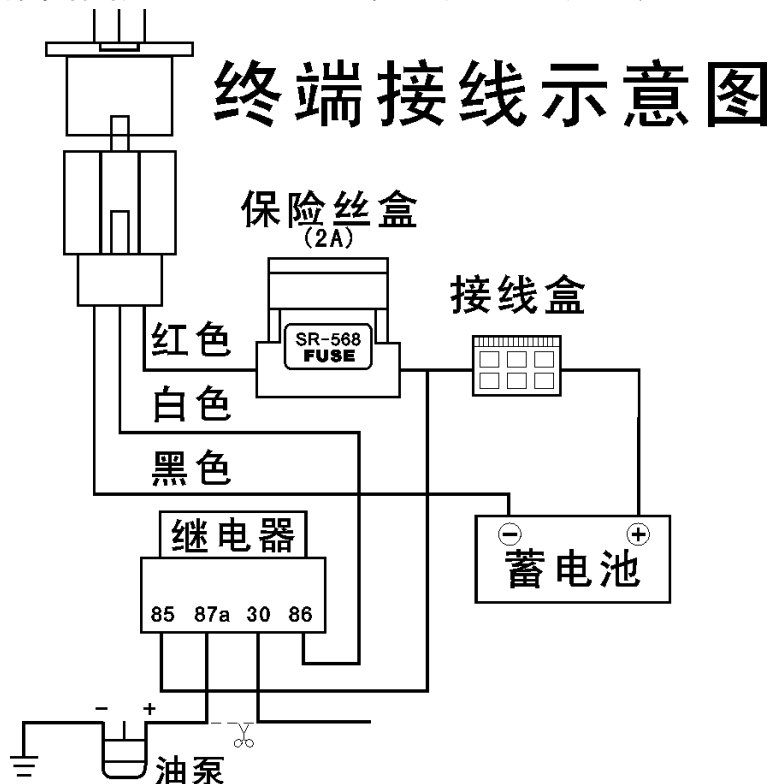 终端接线示意图
保险丝盒
(2A)
接线盒
SR-568
FUSE
红色
白色
黑色
继电器
85 87a 30 86
蓄电池
- +
油泵